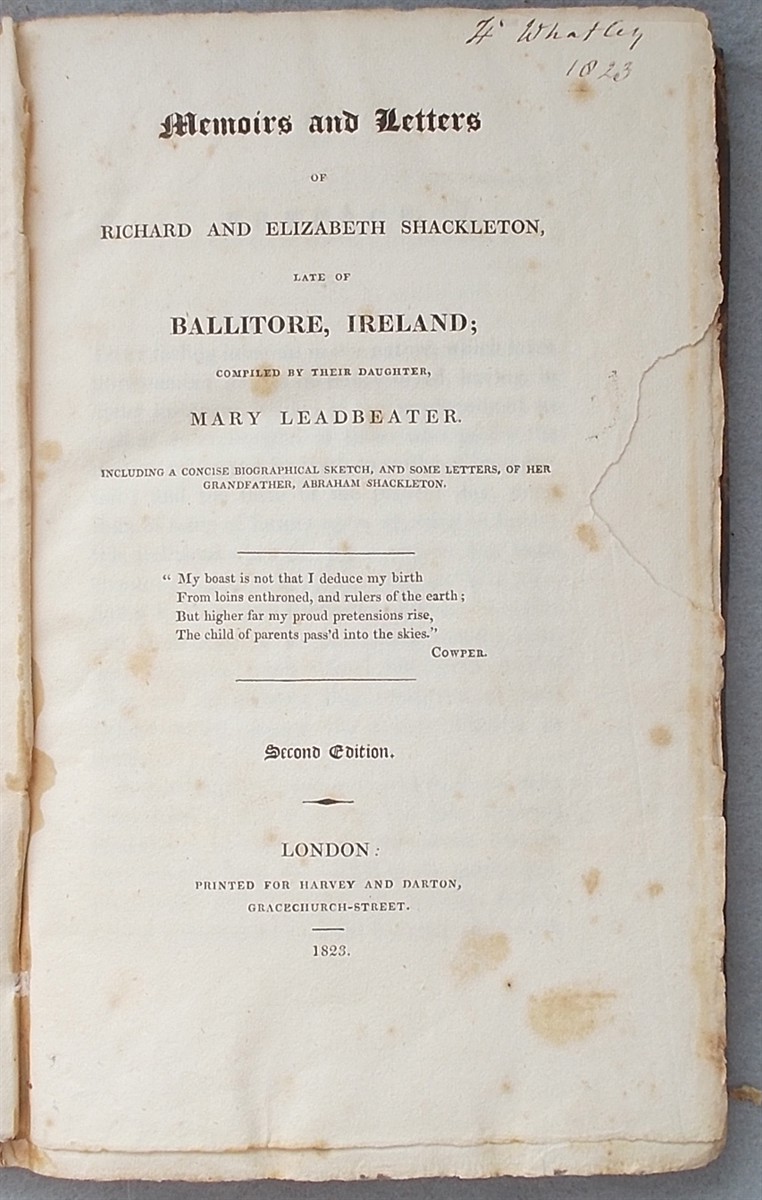 Whatley
1823
Memoirs and Letters
OF
RICHARD AND ELIZABETH SHACKLETON,
LATE OF
BALLITORE, IRELAND;
COMPILED BY THEIR DAUGHTER,
MARY LEADBEATER.
INCLUDING A CONCISE BIOGRAPHICAL SKETCH, AND SOME LETTERS, OF HER
GRANDFATHER, ABRAHAM SHACKLETON.
“ My boast is not that I deduce my birth
From loins enthroned, and rulers of the earth ;
But higher far my proud pretensions rise,
The child of parents pass'd into the skies.”
COWPER.
Second Edition.
LONDON:
PRINTED FOR HARVEY AND DARTON,
GRACECHURCH-STREET.
1823.